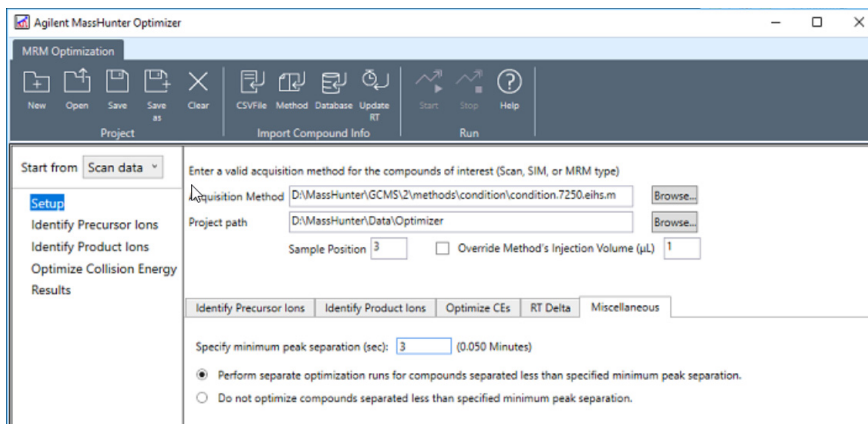 Agilent MassHunter Optimizer
MRM Optimization
New Open Save Save as Clear CSVFile Method Database Update RT Start Stop Help
Project Import Compound Info Run
Start from Scan data
Setup
Identify Precursor Ions
Identify Product Ions
Optimize Collision Energy
Results
Enter a valid acquisition method for the compounds of interest (Scan, SIM, or MRM type)
Acquisition Method D:\MassHunter\GCMS\2\methods\condition\condition.7250.eihs.m Browse...
Project path D:\MassHunter\Data\Optimizer Browse...
Sample Position 3 Override Method's Injection Volume (μL) 1
Identify Precursor Ions Identify Product Ions Optimize CEs RT Delta Miscellaneous
Specify minimum peak separation (sec): 3 (0.050 Minutes)
Perform separate optimization runs for compounds separated less than specified minimum peak separation.
Do not optimize compounds separated less than specified minimum peak separation.